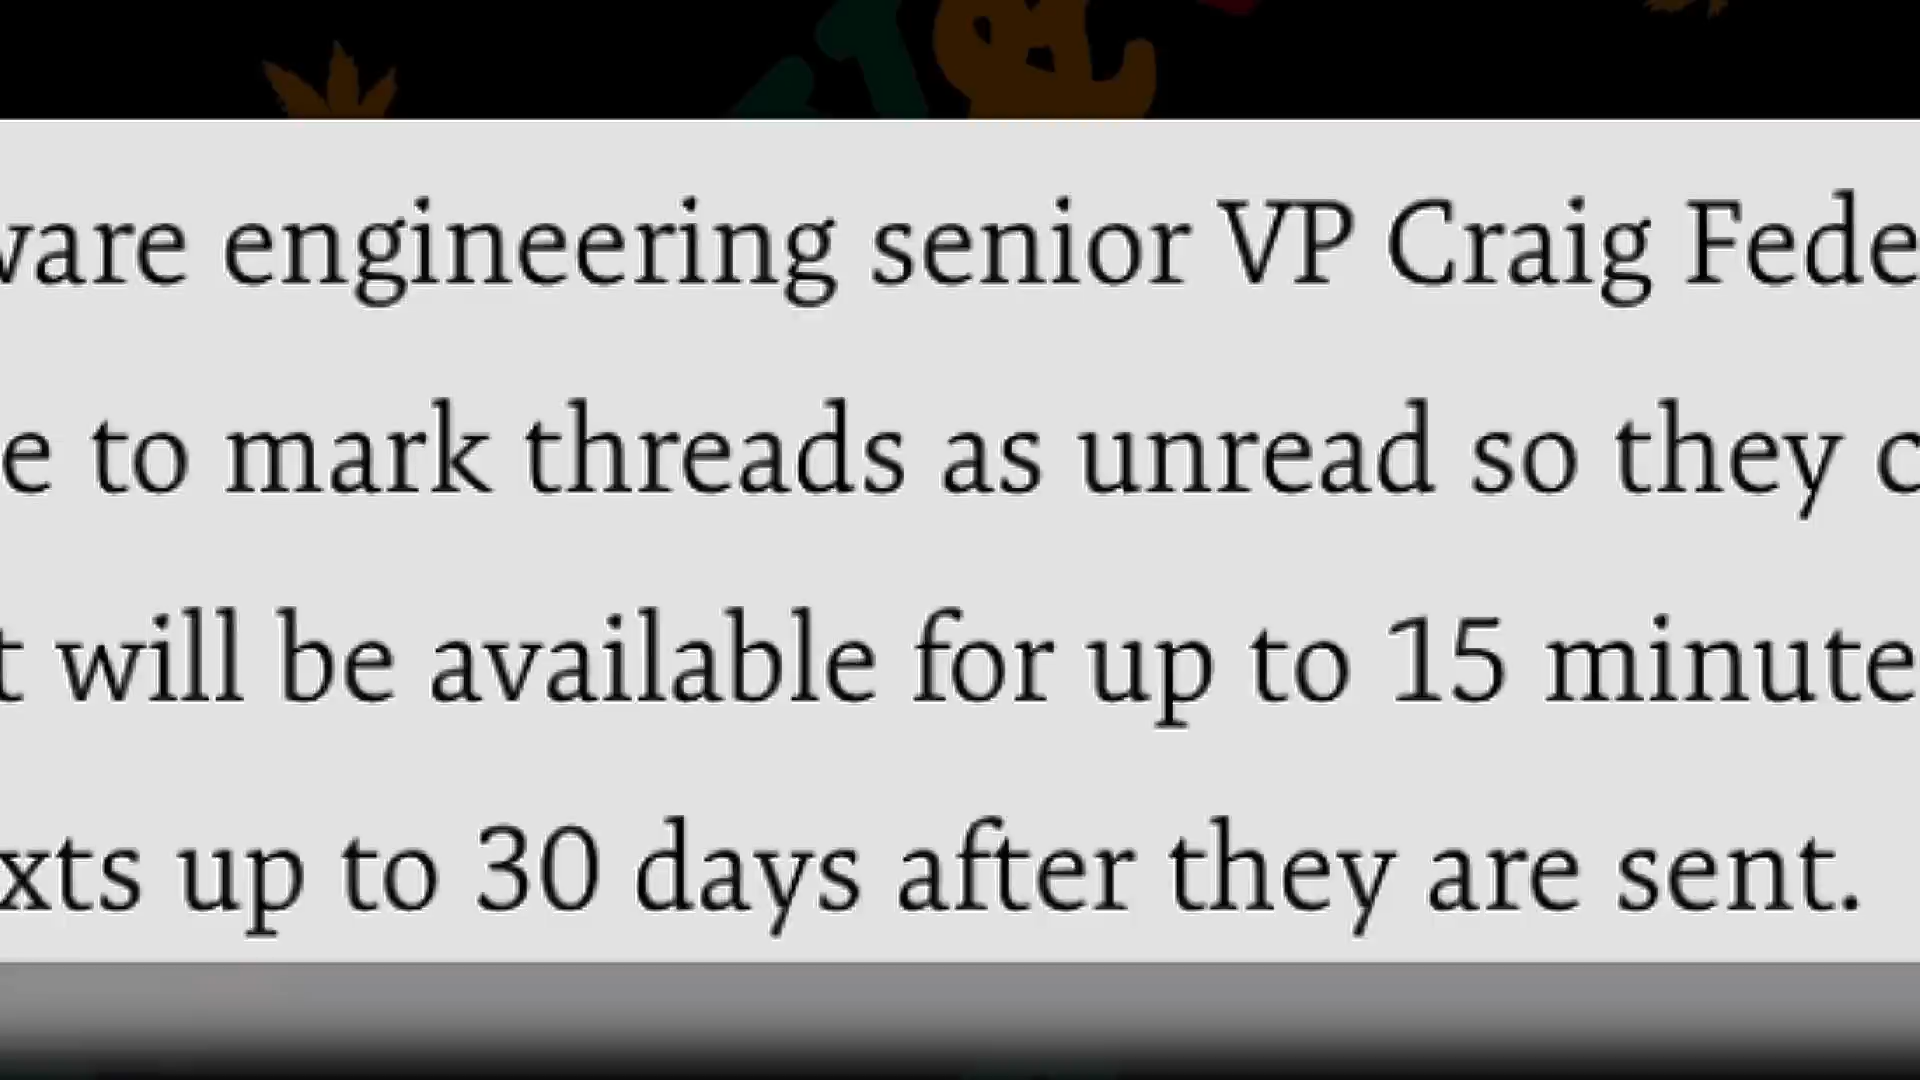 ware engineering senior VP Craig Fede
e to mark threads as unread so they c
t will be available for up to 15 minute
xts up to 30 days after they are sent.